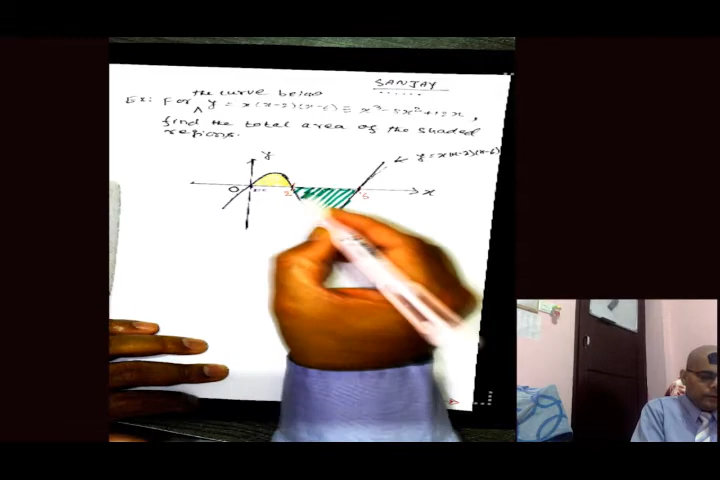 SANJAY
the curve below
Ex: For y = x(x-2)(x-6) ≡ x³-8x²+12x,
find the total area of the shaded
regions.
y
y = x(x-2)(x-6)
O 2 6 x